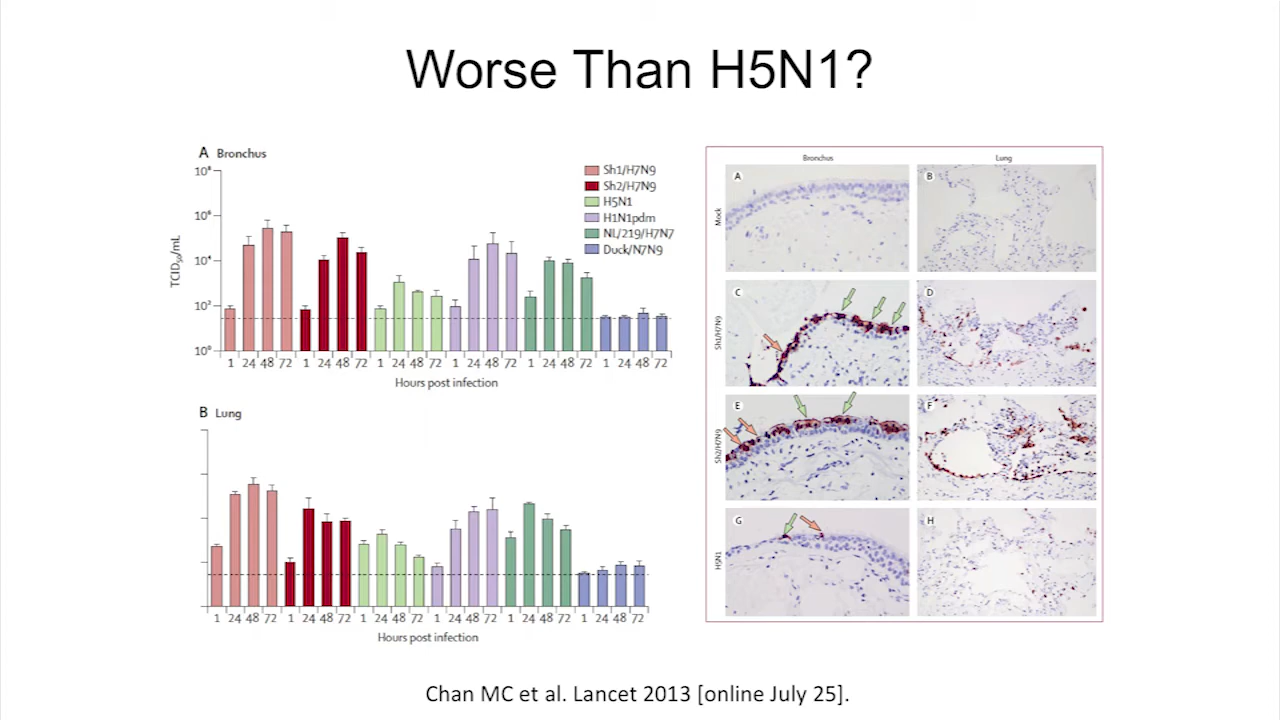 Worse Than H5N1?
A Bronchus
10⁸
10⁶
10⁴
10²
10⁰
TCID₅₀/mL
Sh1/H7N9
Sh2/H7N9
H5N1
H1N1pdm
NL/219/H7N7
Duck/N7N9
1 24 48 72 1 24 48 72 1 24 48 72 1 24 48 72 1 24 48 72 1 24 48 72
Hours post infection
B Lung
1 24 48 72 1 24 48 72 1 24 48 72 1 24 48 72 1 24 48 72 1 24 48 72
Hours post infection
Bronchus Lung
Mock
A B
Sh1/H7N9
C D
Sh2/H7N9
E F
H5N1
G H
Chan MC et al. Lancet 2013 [online July 25].